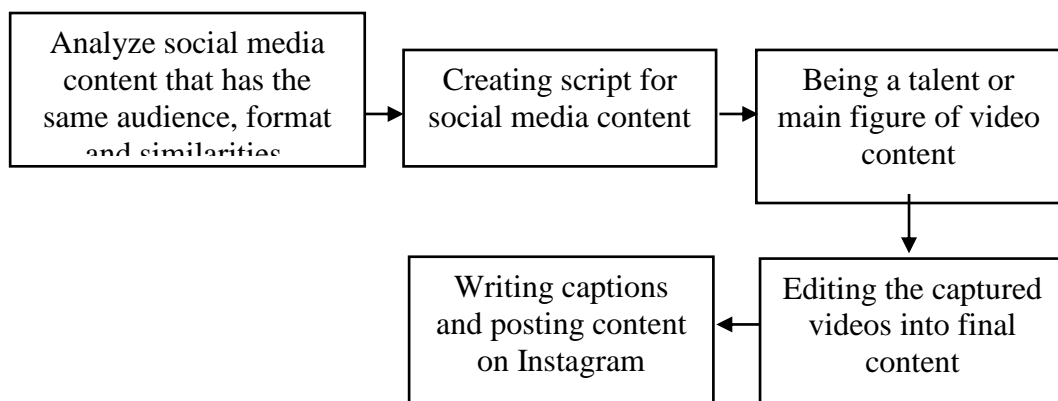 Analyze social media
content that has the
same audience, format
and similarities
Creating script for
social media content
Being a talent or
main figure of video
content
Editing the captured
videos into final
content
Writing captions
and posting content
on Instagram